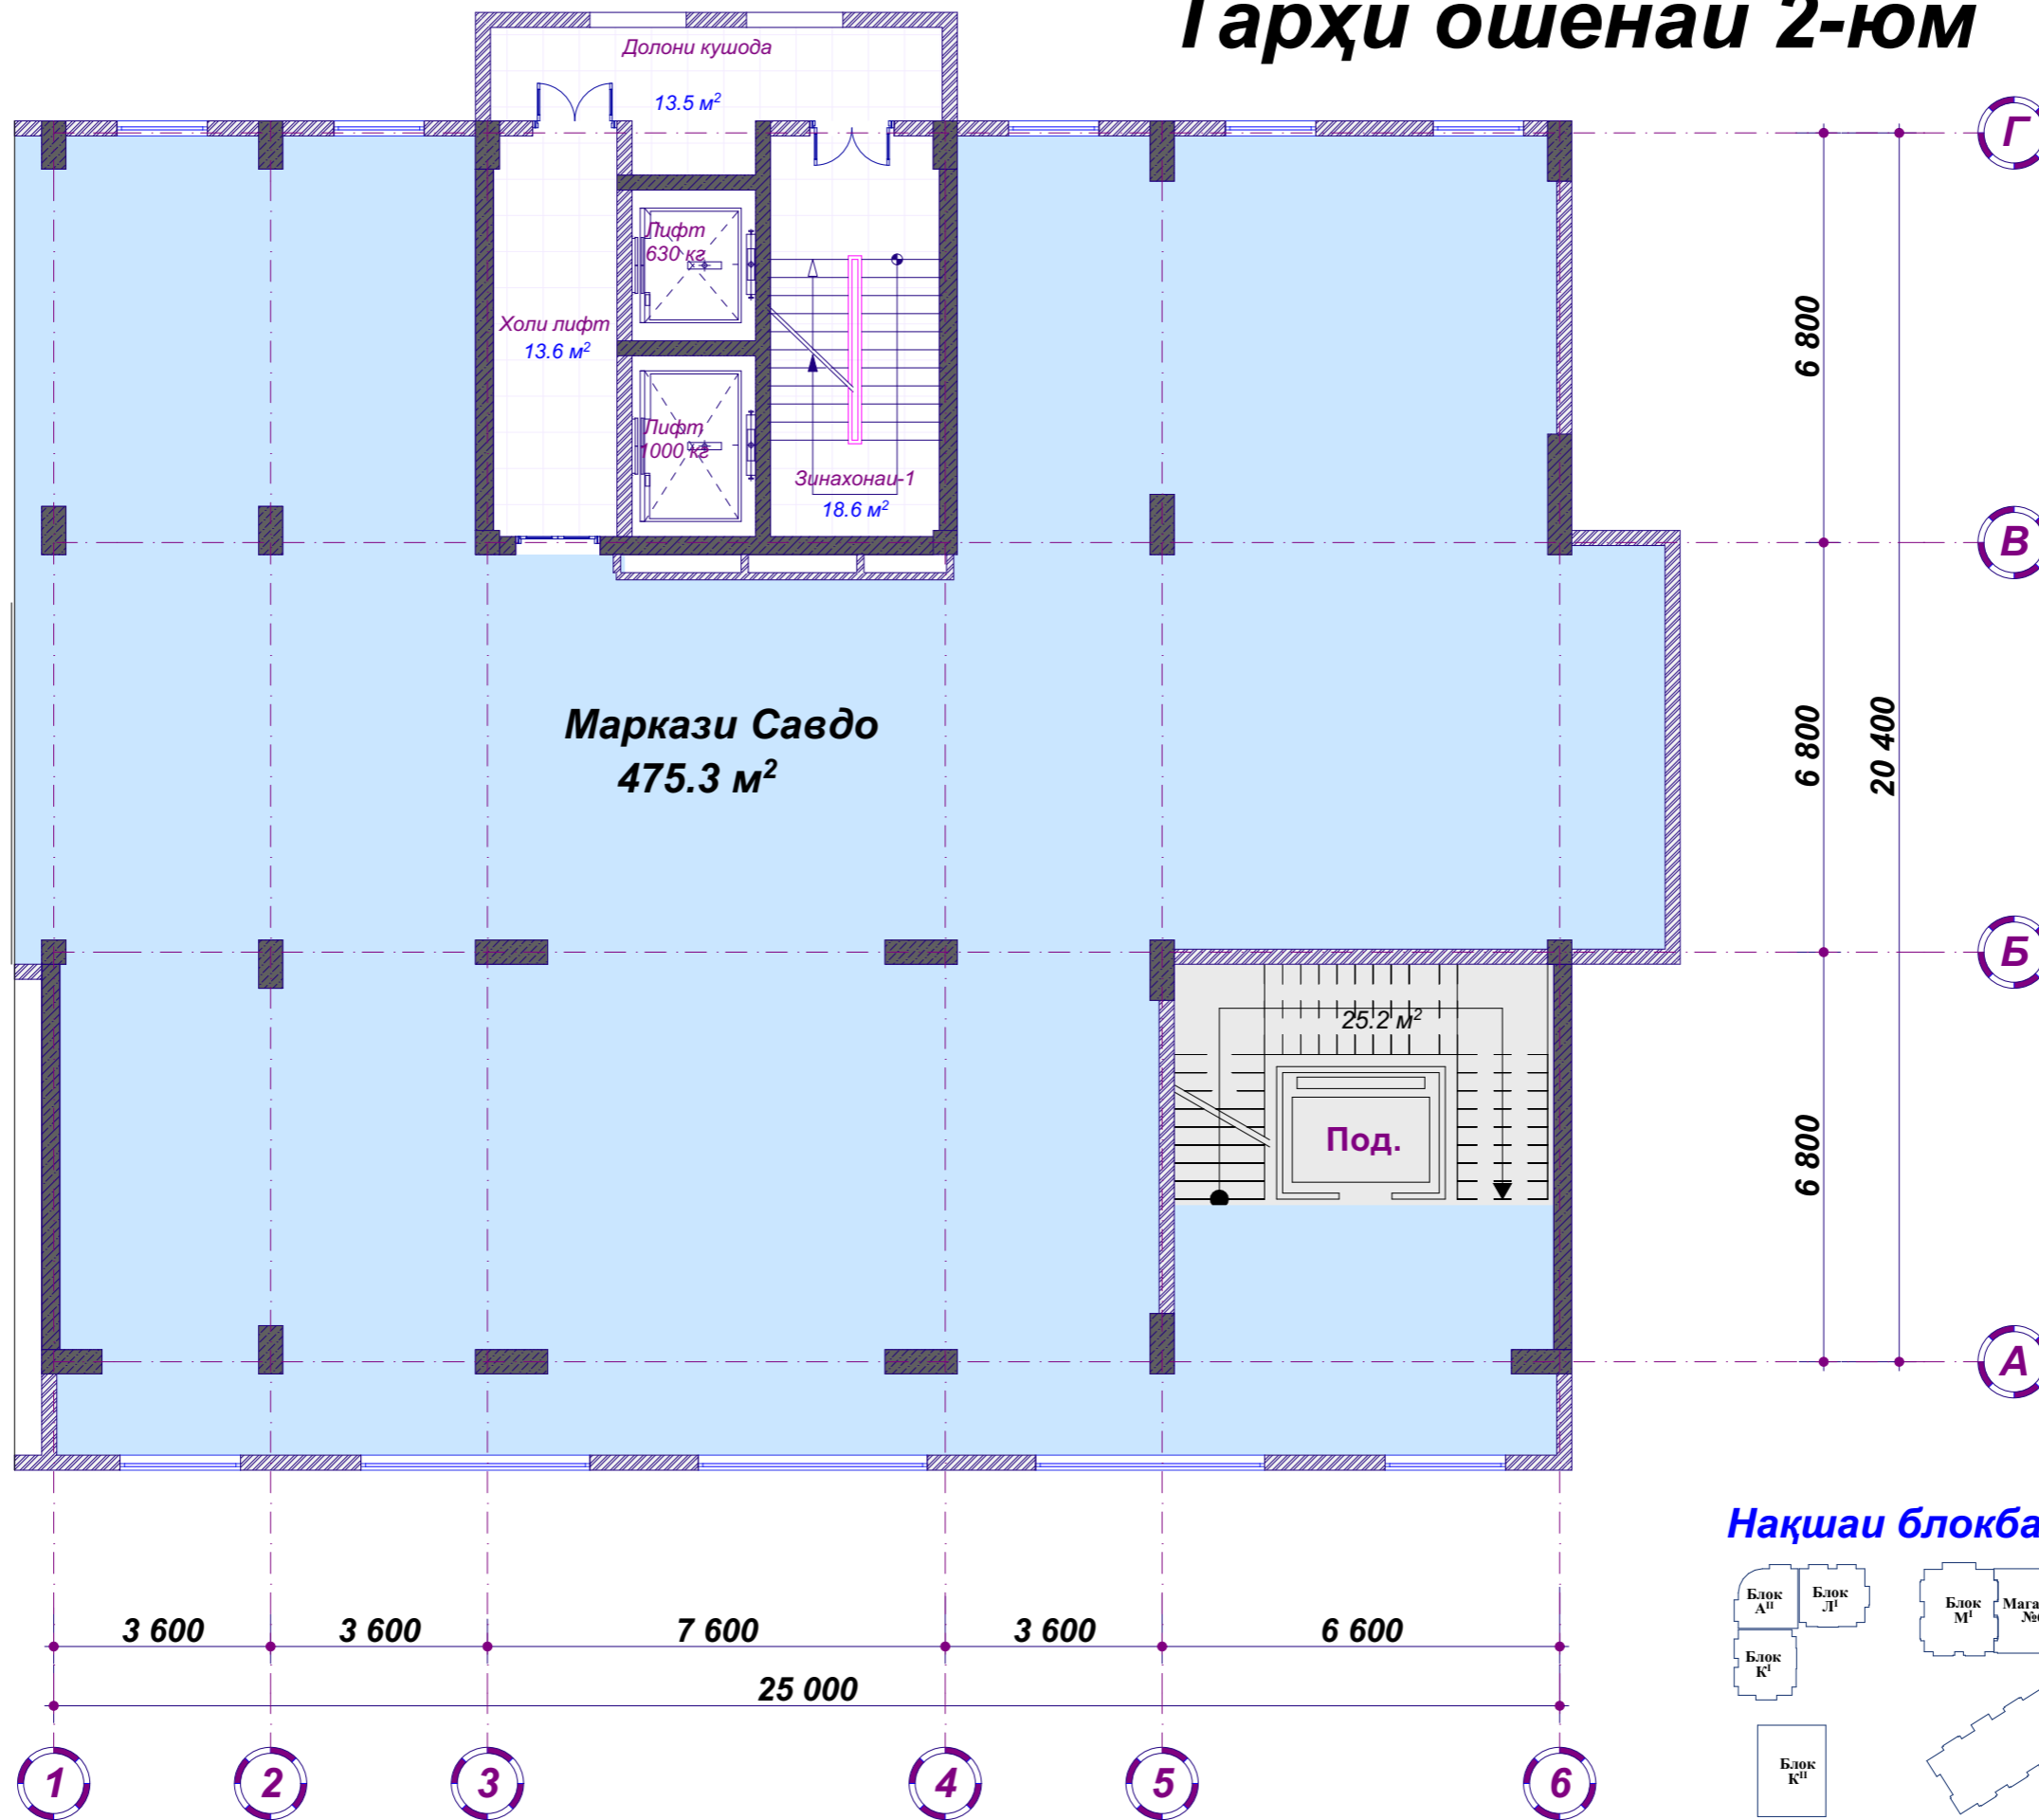 Тарҳи ошёнаи 2-юм
Долони кушода
13.5 м²
Г
Лифт
630 кг
6 800
Холи лифт
13.6 м²
Лифт
1000 кг
Зинахонаи-1
18.6 м²
В
Маркази Савдо
475.3 м²
6 800
20 400
Б
25.2 м²
Под.
6 800
А
Нақшаи блокба
Блок
Аᴵᴵ
Блок
Лᴵ
Блок
Мᴵ
Мага
№
Блок
Кᴵ
3 600
3 600
7 600
3 600
6 600
25 000
Блок
Кᴵᴵ
1
2
3
4
5
6